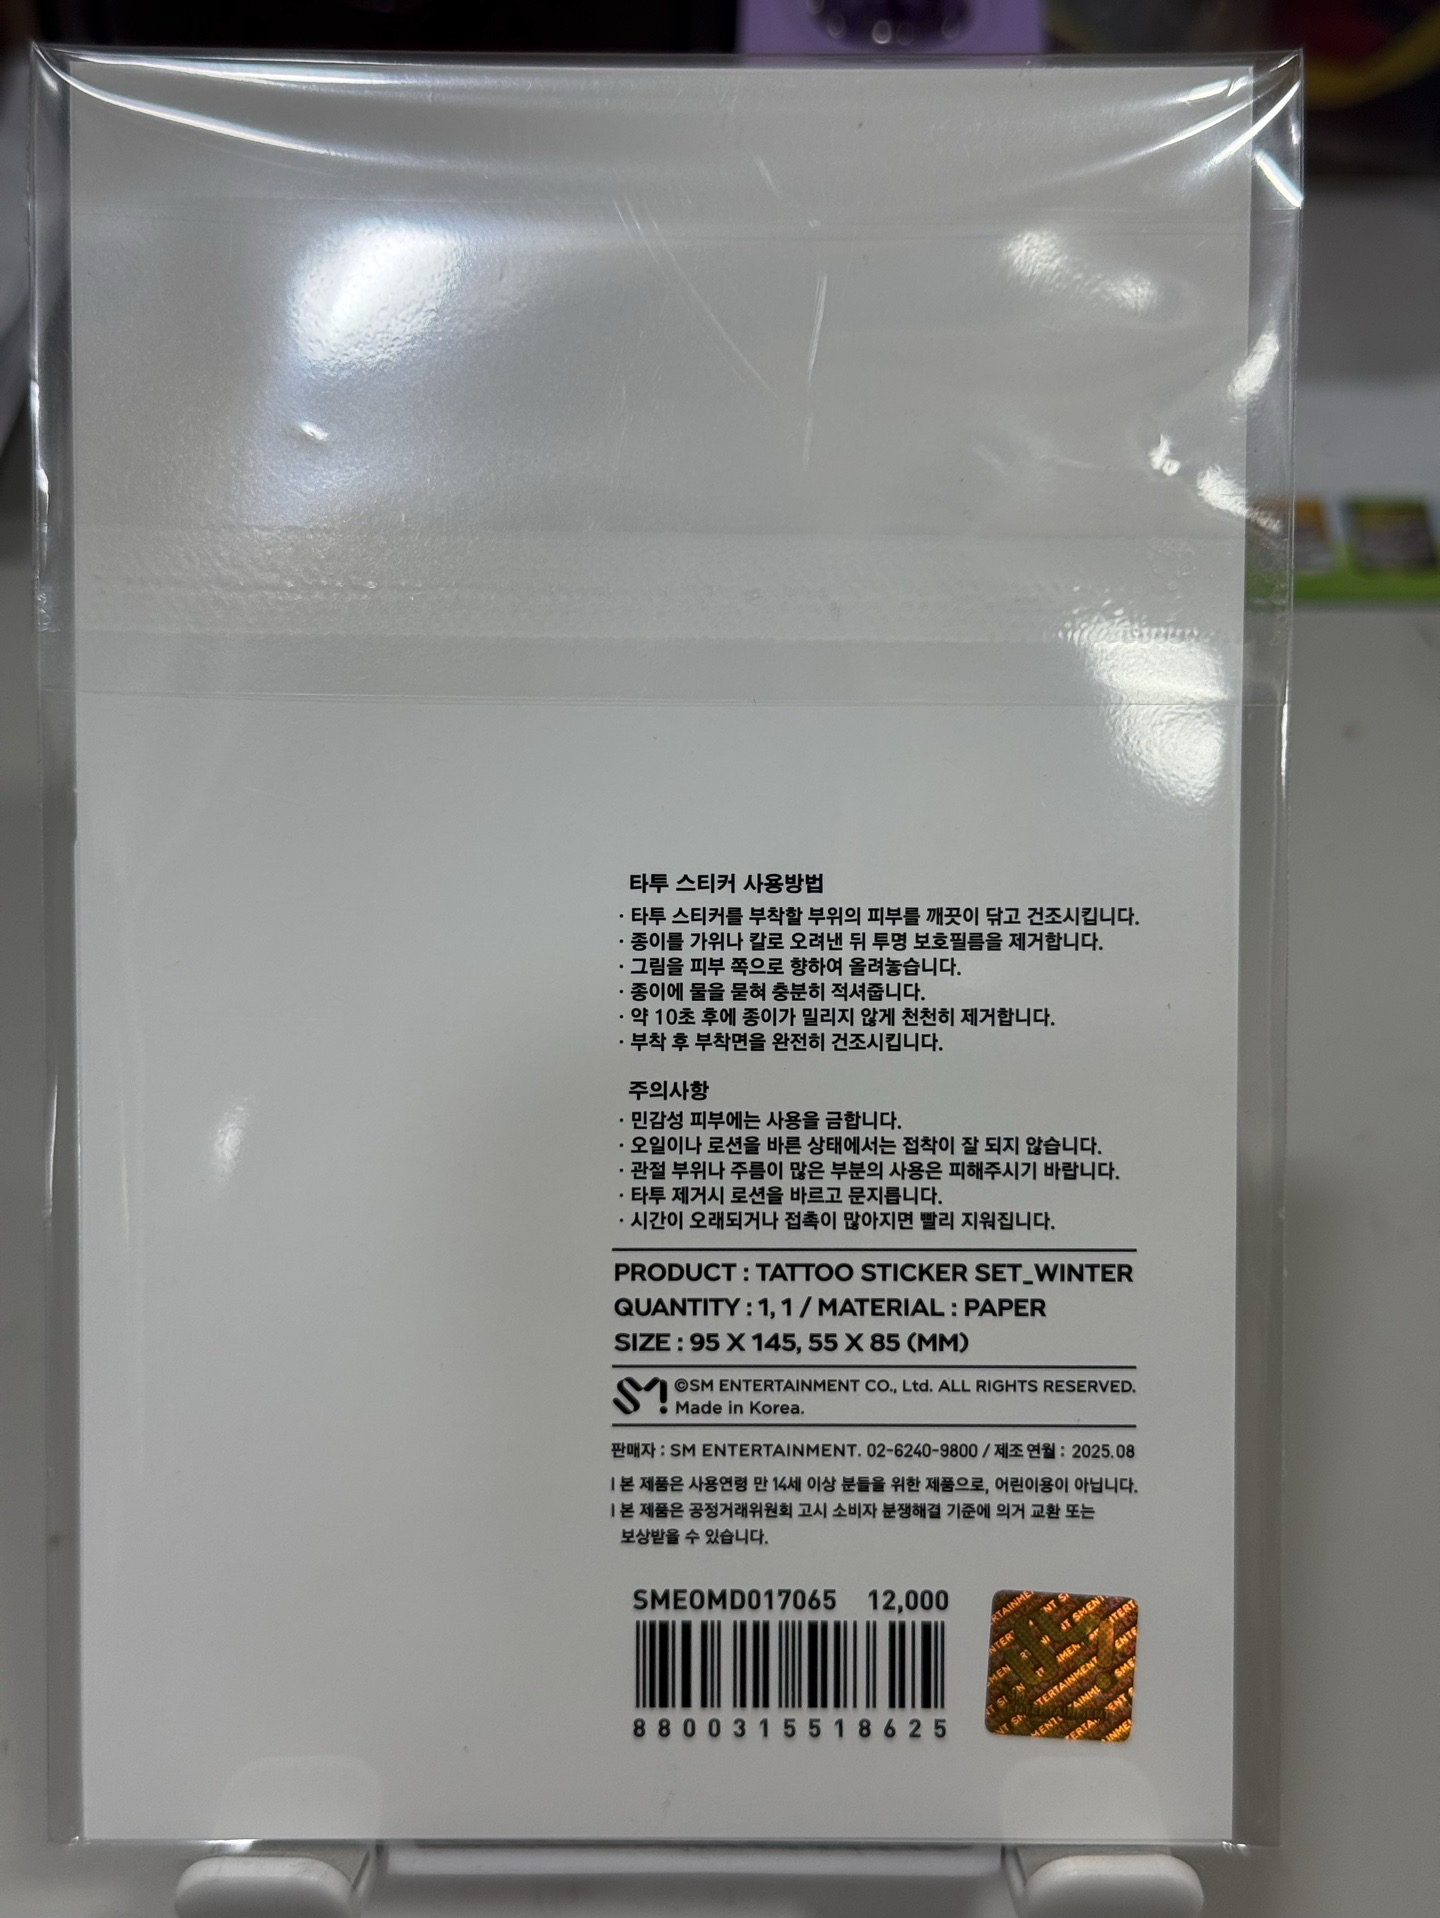 타투 스티커 사용방법
· 타투 스티커를 부착할 부위의 피부를 깨끗이 닦고 건조시킵니다.
· 종이를 가위나 칼로 오려낸 뒤 투명 보호필름을 제거합니다.
· 그림을 피부 쪽으로 향하여 올려놓습니다.
· 종이에 물을 묻혀 충분히 적셔줍니다.
· 약 10초 후에 종이가 밀리지 않게 천천히 제거합니다.
· 부착 후 부착면을 완전히 건조시킵니다.
주의사항
· 민감성 피부에는 사용을 금합니다.
· 오일이나 로션을 바른 상태에서는 접착이 잘 되지 않습니다.
· 관절 부위나 주름이 많은 부분의 사용은 피해주시기 바랍니다.
· 타투 제거시 로션을 바르고 문지릅니다.
· 시간이 오래되거나 접촉이 많아지면 빨리 지워집니다.
PRODUCT : TATTOO STICKER SET_WINTER
QUANTITY : 1, 1 / MATERIAL : PAPER
SIZE : 95 X 145, 55 X 85 (MM)
SM ©SM ENTERTAINMENT CO., Ltd. ALL RIGHTS RESERVED.
Made in Korea.
판매자 : SM ENTERTAINMENT. 02-6240-9800 / 제조연월 : 2025.08
I 본 제품은 사용연령 만 14세 이상 분들을 위한 제품으로, 어린이용이 아닙니다.
I 본 제품은 공정거래위원회 고시 소비자 분쟁해결 기준에 의거 교환 또는
보상받을 수 있습니다.
SMEOMD017065 12,000
8800315518625